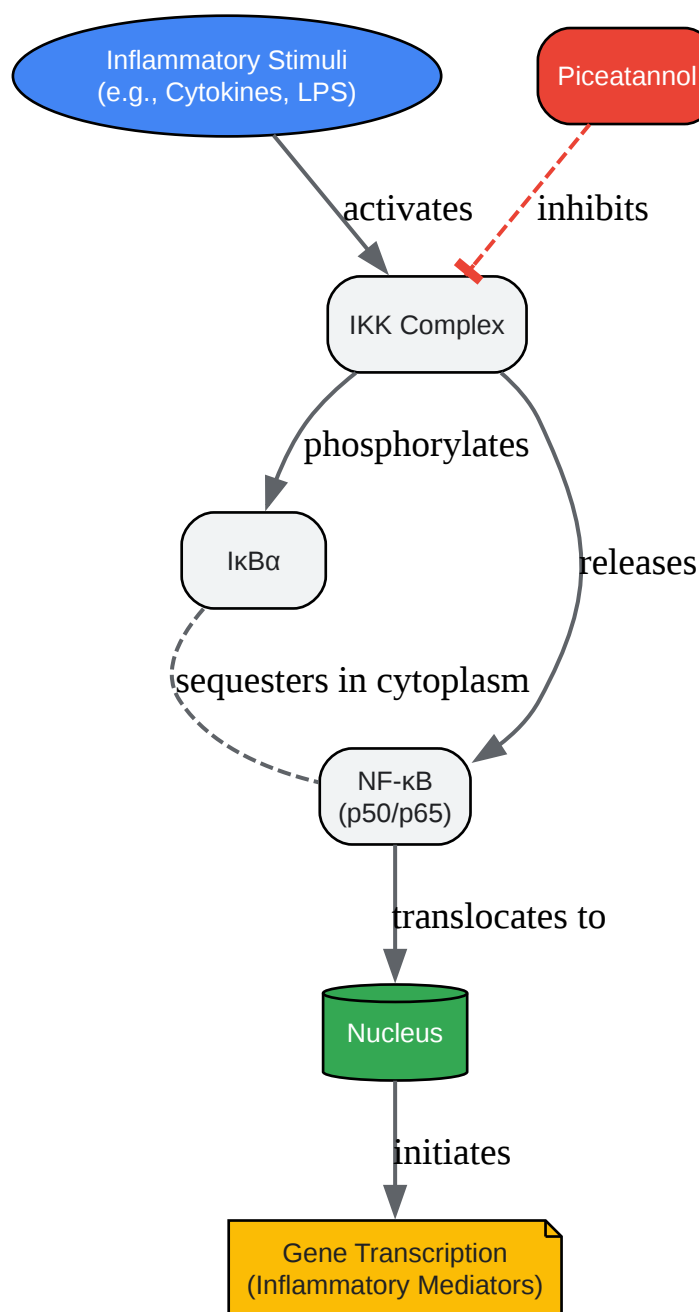 Inflammatory Stimuli
(e.g., Cytokines, LPS)
Piceatannol
activates
inhibits
IKK Complex
phosphorylates
IκBα
releases
sequesters in cytoplasm
NF-κB
(p50/p65)
translocates to
Nucleus
initiates
Gene Transcription
(Inflammatory Mediators)